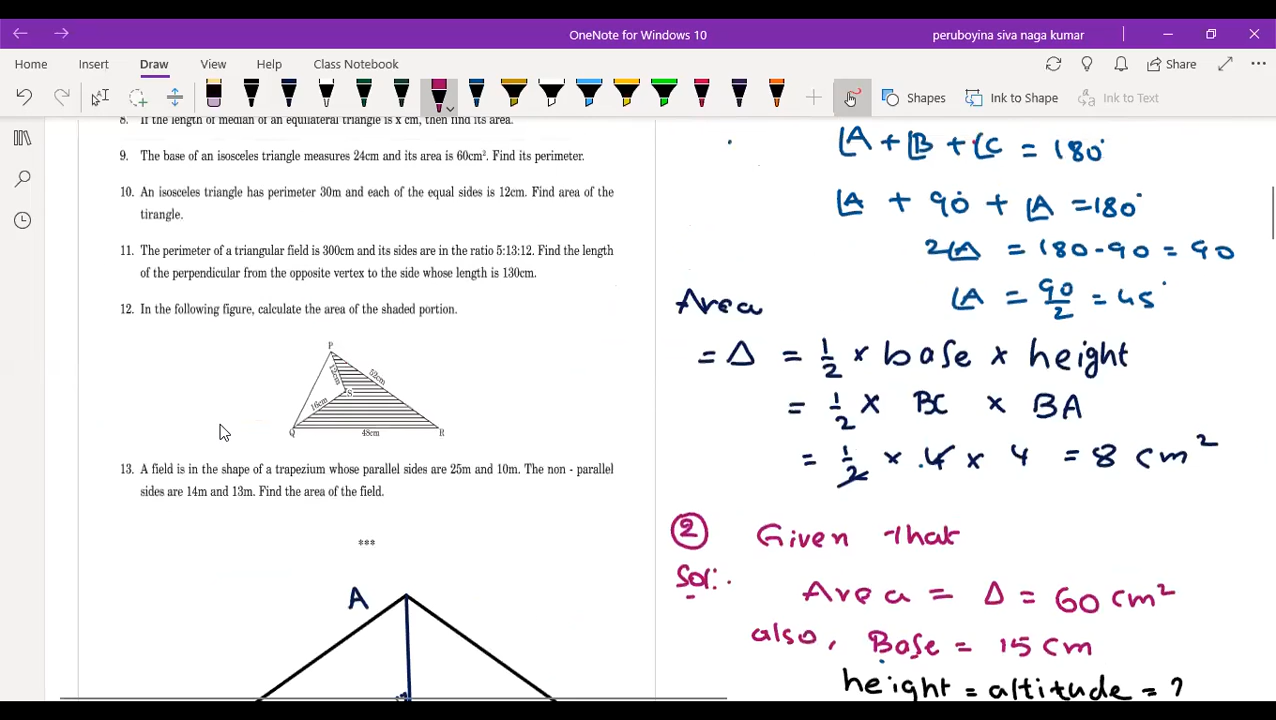 OneNote for Windows 10
peruboyina siva naga kumar
Home Insert Draw View Help Class Notebook
Share
Shapes
Ink to Shape
Ink to Text
8. If the length of median of an equilateral triangle is x cm, then find its area.
9. The base of an isosceles triangle measures 24cm and its area is 60cm². Find its perimeter.
10. An isosceles triangle has perimeter 30m and each of the equal sides is 12cm. Find area of the
tirangle.
11. The perimeter of a triangular field is 300cm and its sides are in the ratio 5:13:12. Find the length
of the perpendicular from the opposite vertex to the side whose length is 130cm.
12. In the following figure, calculate the area of the shaded portion.
P
12cm
52cm
S
16cm
Q
48cm
R
13. A field is in the shape of a trapezium whose parallel sides are 25m and 10m. The non - parallel
sides are 14m and 13m. Find the area of the field.
***
A
∠A + ∠B + ∠C = 180°
∠A + 90° + ∠A = 180°
2∠A = 180 - 90 = 90
∠A = 90/2 = 45°
Area
= Δ = 1/2 × base × height
= 1/2 × BC × BA
= 1/2 × 4 × 4 = 8 cm²
② Given that
Sol:
Area = Δ = 60 cm²
also, Base = 15 cm
height = altitude = ?